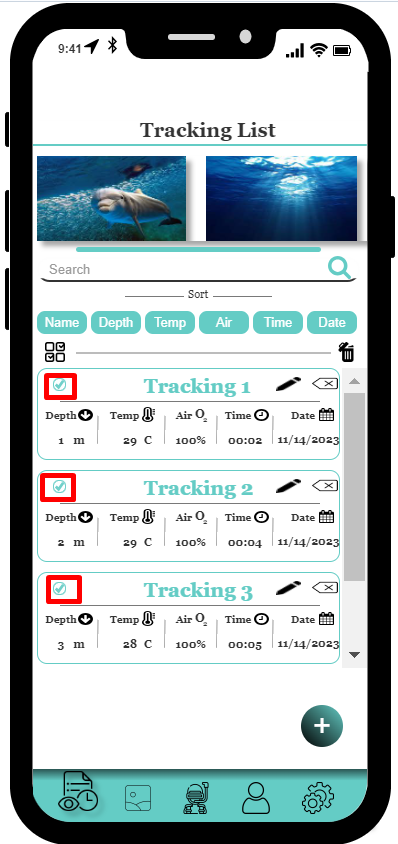 9:41
Tracking List
Search
Sort
Name Depth Temp Air Time Date
Tracking 1
Depth Temp Air O2 Time Date
1 m 29 C 100% 00:02 11/14/2023
Tracking 2
Depth Temp Air O2 Time Date
2 m 29 C 100% 00:04 11/14/2023
Tracking 3
Depth Temp Air O2 Time Date
3 m 28 C 100% 00:05 11/14/2023
+